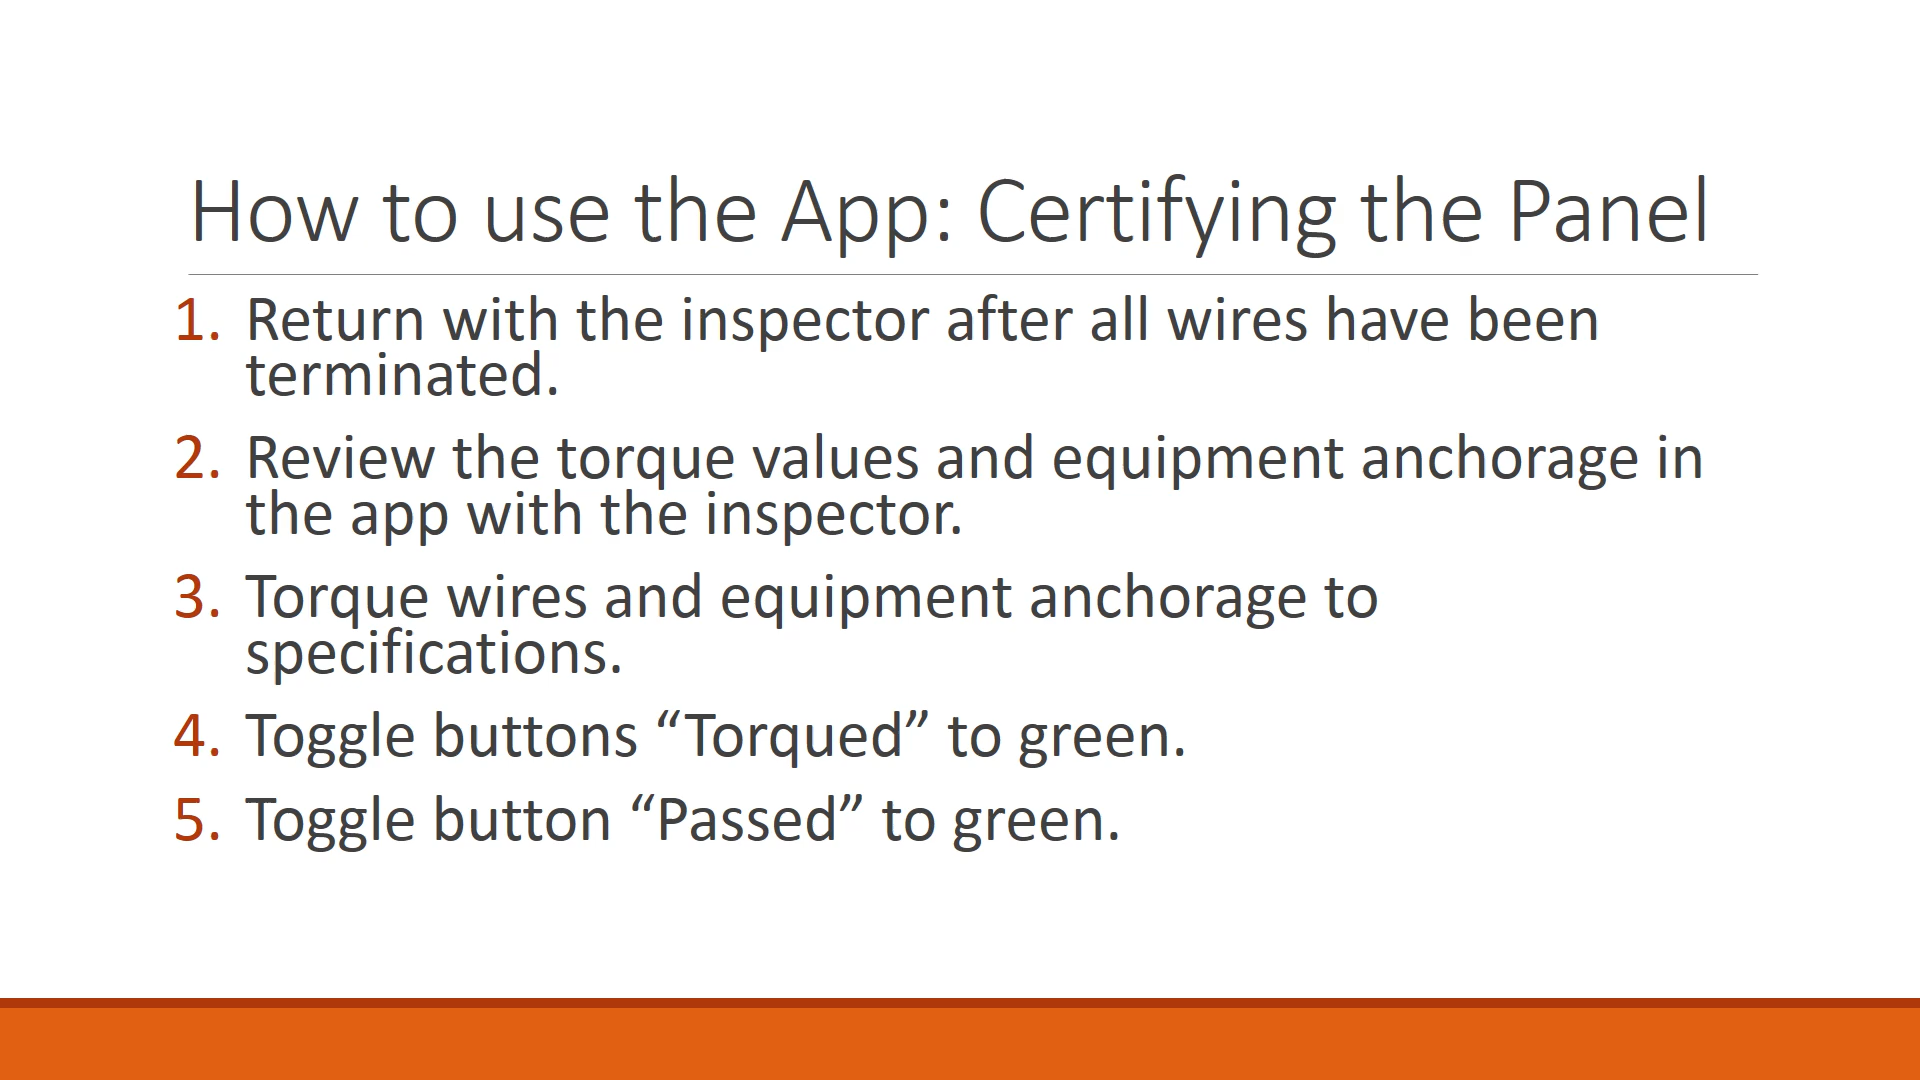 How to use the App: Certifying the Panel
1. Return with the inspector after all wires have been
terminated.
2. Review the torque values and equipment anchorage in
the app with the inspector.
3. Torque wires and equipment anchorage to
specifications.
4. Toggle buttons “Torqued” to green.
5. Toggle button “Passed” to green.